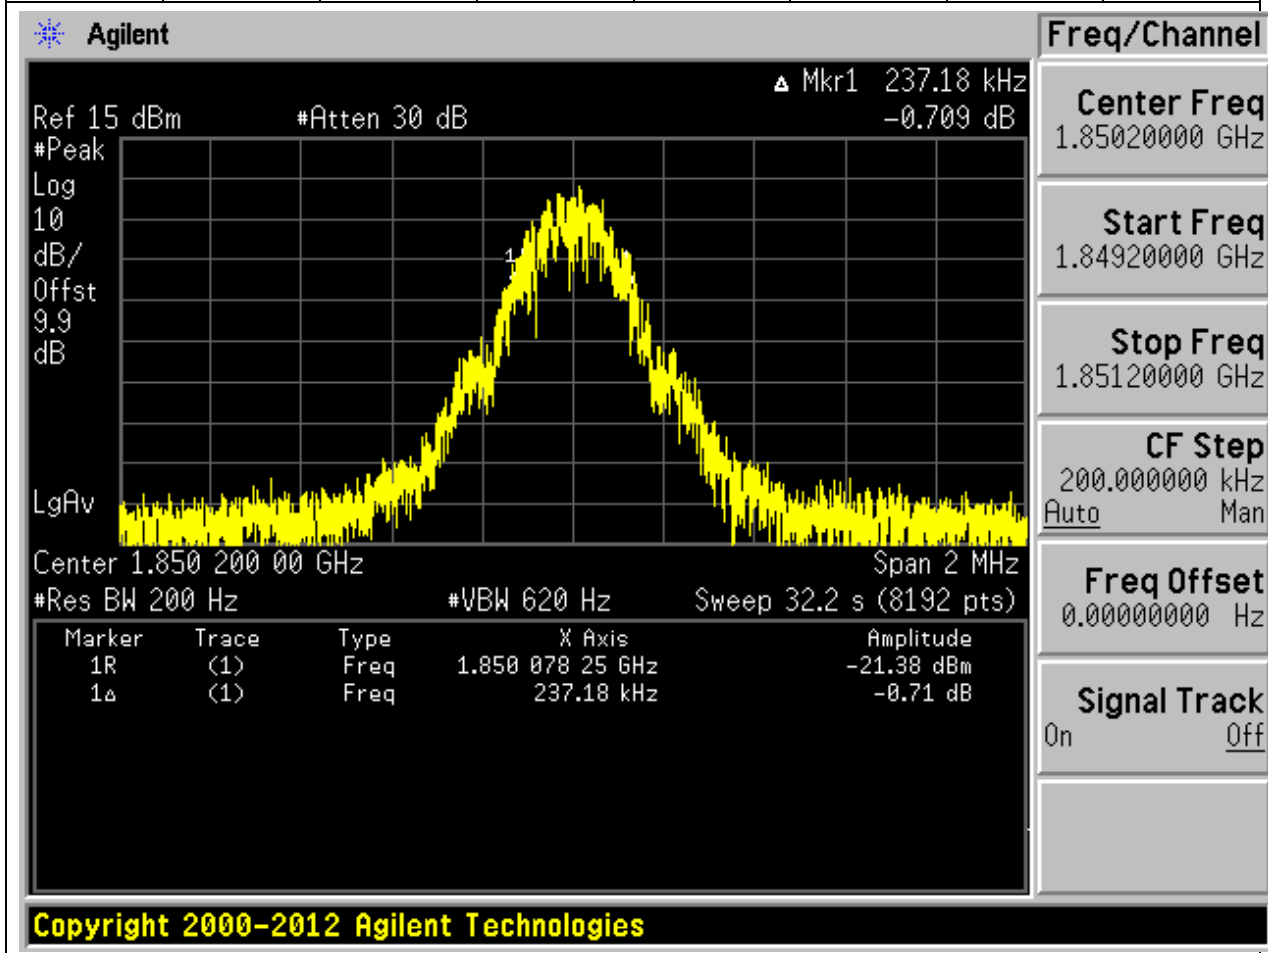 Agilent
Freq/Channel
Δ Mkr1 237.18 kHz
Ref 15 dBm #Atten 30 dB -0.709 dB
#Peak
Log
10
dB/
Offst
9.9
dB
LgAv
1
Center 1.850 200 00 GHz Span 2 MHz
#Res BW 200 Hz #VBW 620 Hz Sweep 32.2 s (8192 pts)
Marker Trace Type X Axis Amplitude
1R (1) Freq 1.850 078 25 GHz -21.38 dBm
1Δ (1) Freq 237.18 kHz -0.71 dB
Center Freq
1.85020000 GHz
Start Freq
1.84920000 GHz
Stop Freq
1.85120000 GHz
CF Step
200.000000 kHz
Auto Man
Freq Offset
0.00000000 Hz
Signal Track
On Off
Copyright 2000-2012 Agilent Technologies